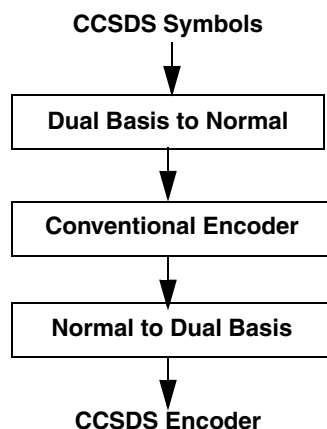 CCSDS Symbols
Dual Basis to Normal
Conventional Encoder
Normal to Dual Basis
CCSDS Encoder